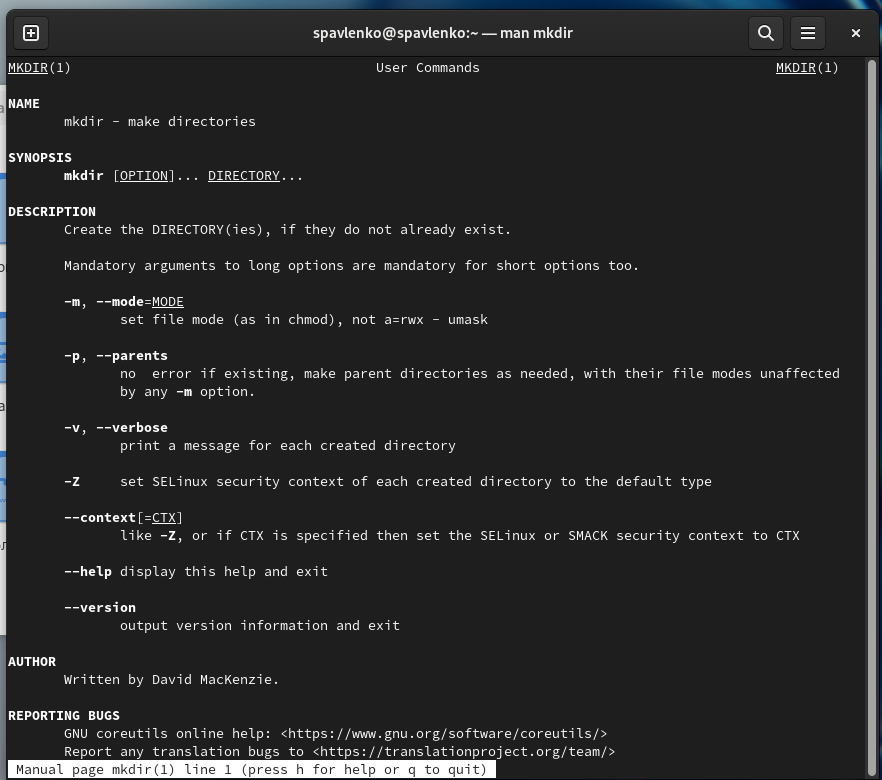 spavlenko@spavlenko:~ — man mkdir
MKDIR(1) User Commands MKDIR(1)
NAME
mkdir - make directories
SYNOPSIS
mkdir [OPTION]... DIRECTORY...
DESCRIPTION
Create the DIRECTORY(ies), if they do not already exist.
Mandatory arguments to long options are mandatory for short options too.
-m, --mode=MODE
set file mode (as in chmod), not a=rwx - umask
-p, --parents
no  error if existing, make parent directories as needed, with their file modes unaffected
by any -m option.
-v, --verbose
print a message for each created directory
-Z set SELinux security context of each created directory to the default type
--context[=CTX]
like -Z, or if CTX is specified then set the SELinux or SMACK security context to CTX
--help display this help and exit
--version
output version information and exit
AUTHOR
Written by David MacKenzie.
REPORTING BUGS
GNU coreutils online help: <https://www.gnu.org/software/coreutils/>
Report any translation bugs to <https://translationproject.org/team/>
Manual page mkdir(1) line 1 (press h for help or q to quit)